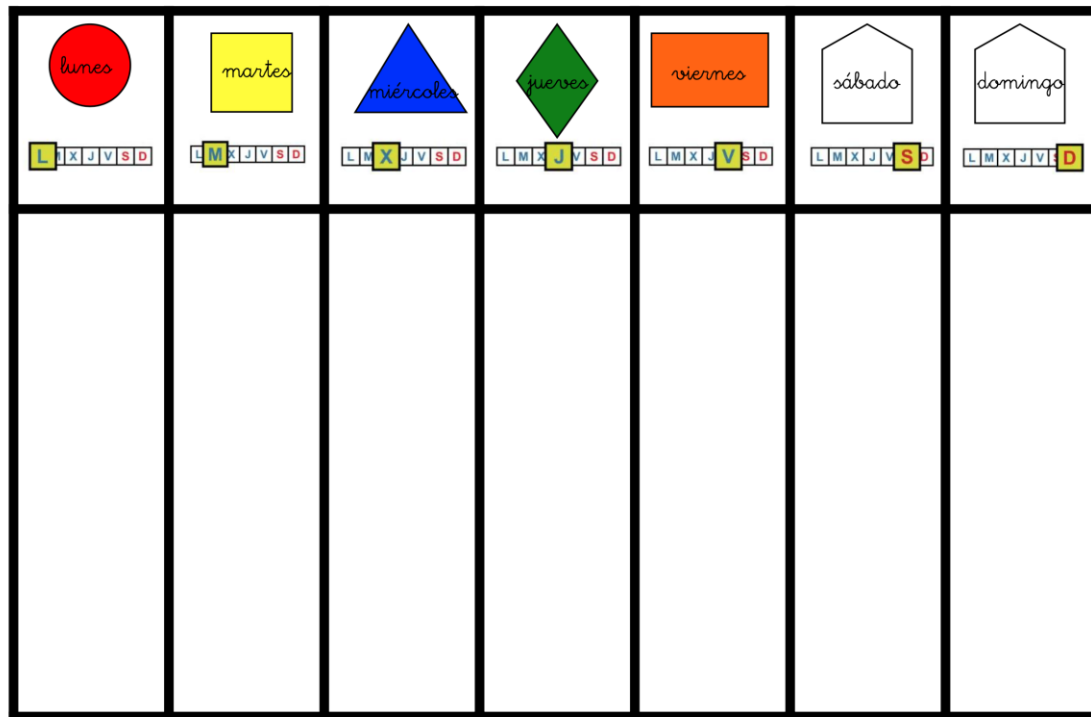 lunes
martes
miércoles
jueves
viernes
sábado
domingo
L X J V S D
L M X J V S D
L M X J V S D
L M X J V S D
L M X J V S D
L M X J V S D
L M X J V D